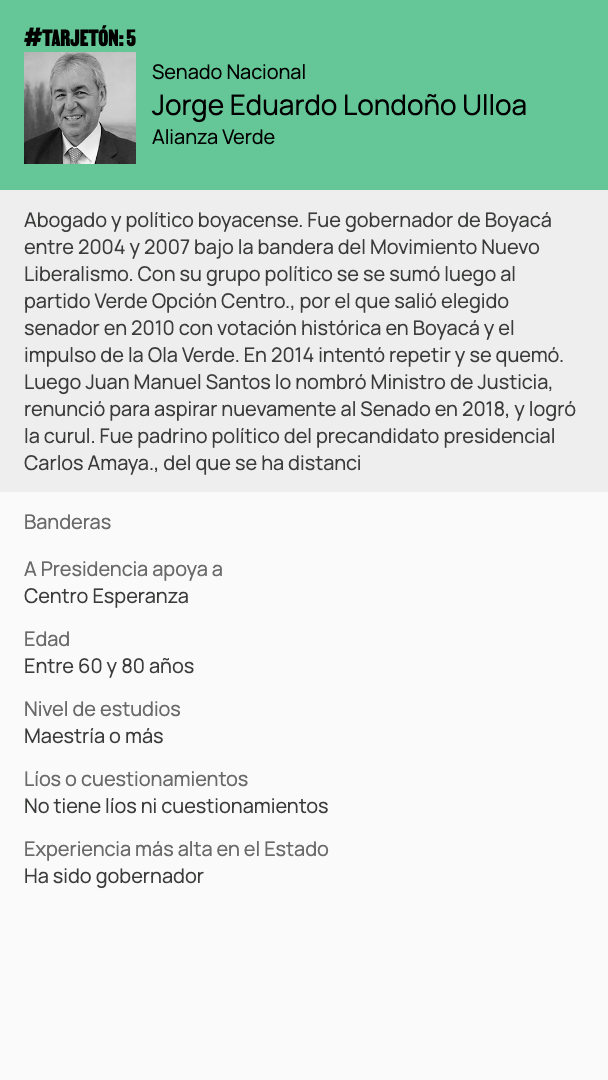 #TARJETÓN: 5
Senado Nacional
Jorge Eduardo Londoño Ulloa
Alianza Verde
Abogado y político boyacense. Fue gobernador de Boyacá
entre 2004 y 2007 bajo la bandera del Movimiento Nuevo
Liberalismo. Con su grupo político se se sumó luego al
partido Verde Opción Centro., por el que salió elegido
senador en 2010 con votación histórica en Boyacá y el
impulso de la Ola Verde. En 2014 intentó repetir y se quemó.
Luego Juan Manuel Santos lo nombró Ministro de Justicia,
renunció para aspirar nuevamente al Senado en 2018, y logró
la curul. Fue padrino político del precandidato presidencial
Carlos Amaya., del que se ha distanci
Banderas
A Presidencia apoya a
Centro Esperanza
Edad
Entre 60 y 80 años
Nivel de estudios
Maestría o más
Líos o cuestionamientos
No tiene líos ni cuestionamientos
Experiencia más alta en el Estado
Ha sido gobernador